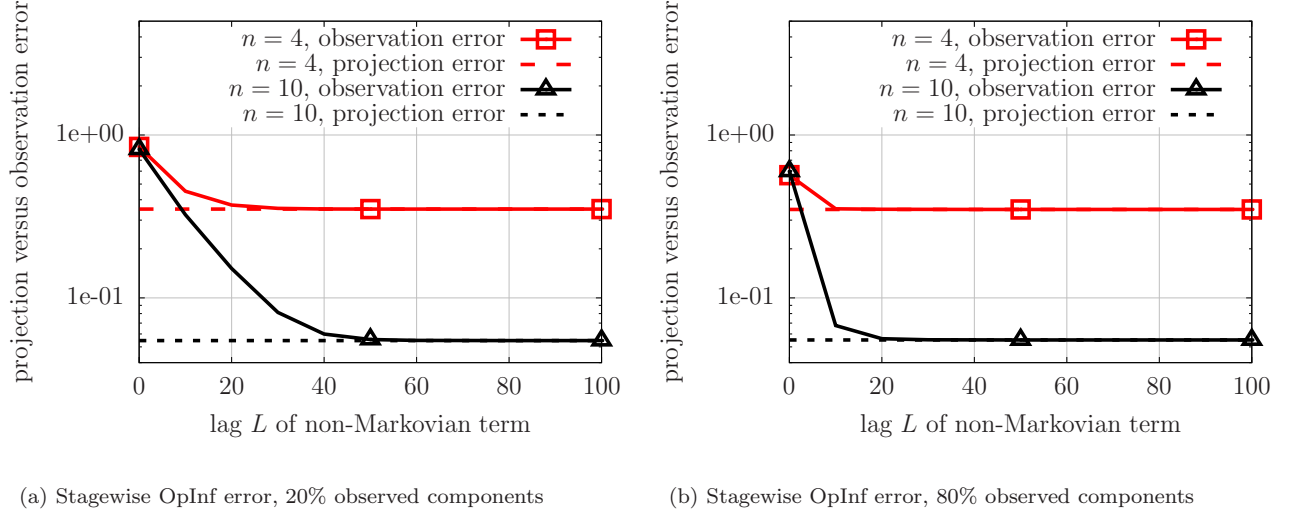 projection versus observation error
n = 4, observation error
n = 4, projection error
n = 10, observation error
n = 10, projection error
1e+00
1e-01
0 20 40 60 80 100
lag L of non-Markovian term
(a) Stagewise OpInf error, 20% observed components
projection versus observation error
n = 4, observation error
n = 4, projection error
n = 10, observation error
n = 10, projection error
1e+00
1e-01
0 20 40 60 80 100
lag L of non-Markovian term
(b) Stagewise OpInf error, 80% observed components